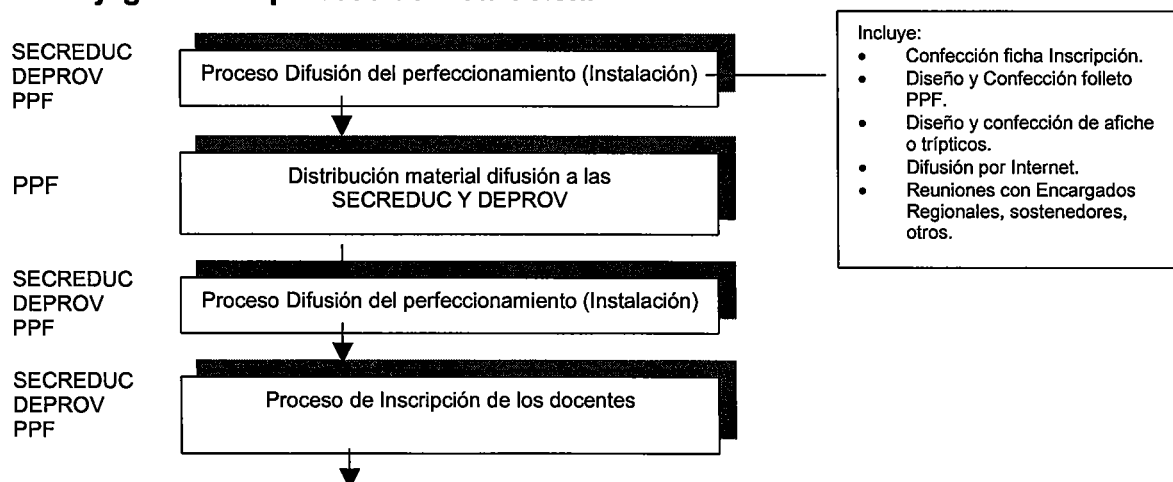 SECREDUC
DEPROV
PPF
Proceso Difusión del perfeccionamiento (Instalación)
Incluye:
• Confección ficha Inscripción.
• Diseño y Confección folleto
PPF.
• Diseño y confección de afiche
o trípticos.
• Difusión por Internet.
• Reuniones con Encargados
Regionales, sostenedores,
otros.
PPF
Distribución material difusión a las
SECREDUC Y DEPROV
SECREDUC
DEPROV
PPF
Proceso Difusión del perfeccionamiento (Instalación)
SECREDUC
DEPROV
PPF
Proceso de Inscripción de los docentes